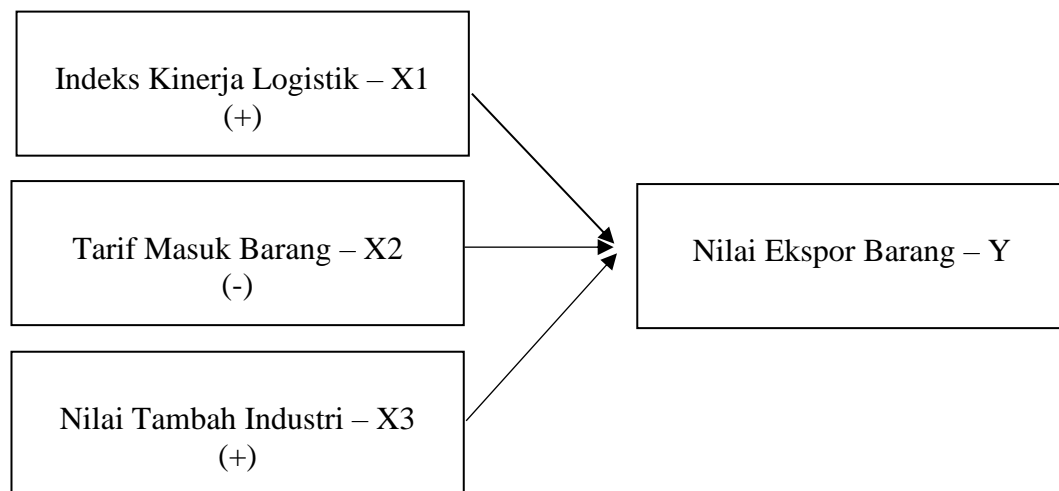 Indeks Kinerja Logistik – X1
(+)
Tarif Masuk Barang – X2
(-)
Nilai Tambah Industri – X3
(+)
Nilai Ekspor Barang – Y